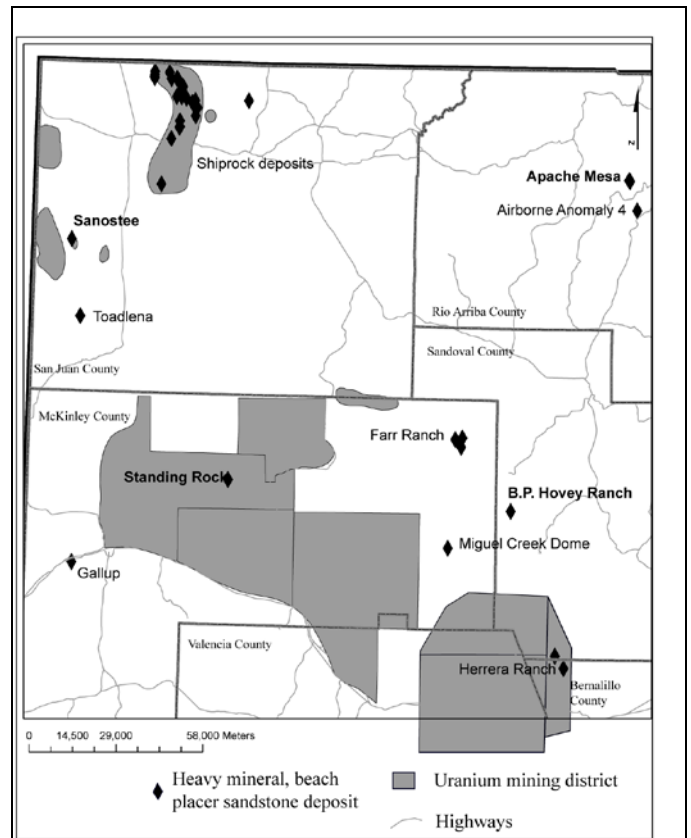 N
Shiprock deposits
Apache Mesa
Airborne Anomaly 4
Sanostee
Toadlena
Rio Arriba County
Sandoval County
San Juan County
McKinley County
Farr Ranch
Standing Rock
B.P. Hovey Ranch
Miguel Creek Dome
Gallup
Valencia County
Herrera Ranch
Bernalillo
County
0 14,500 29,000 58,000 Meters
Heavy mineral, beach
placer sandstone deposit
Uranium mining district
Highways